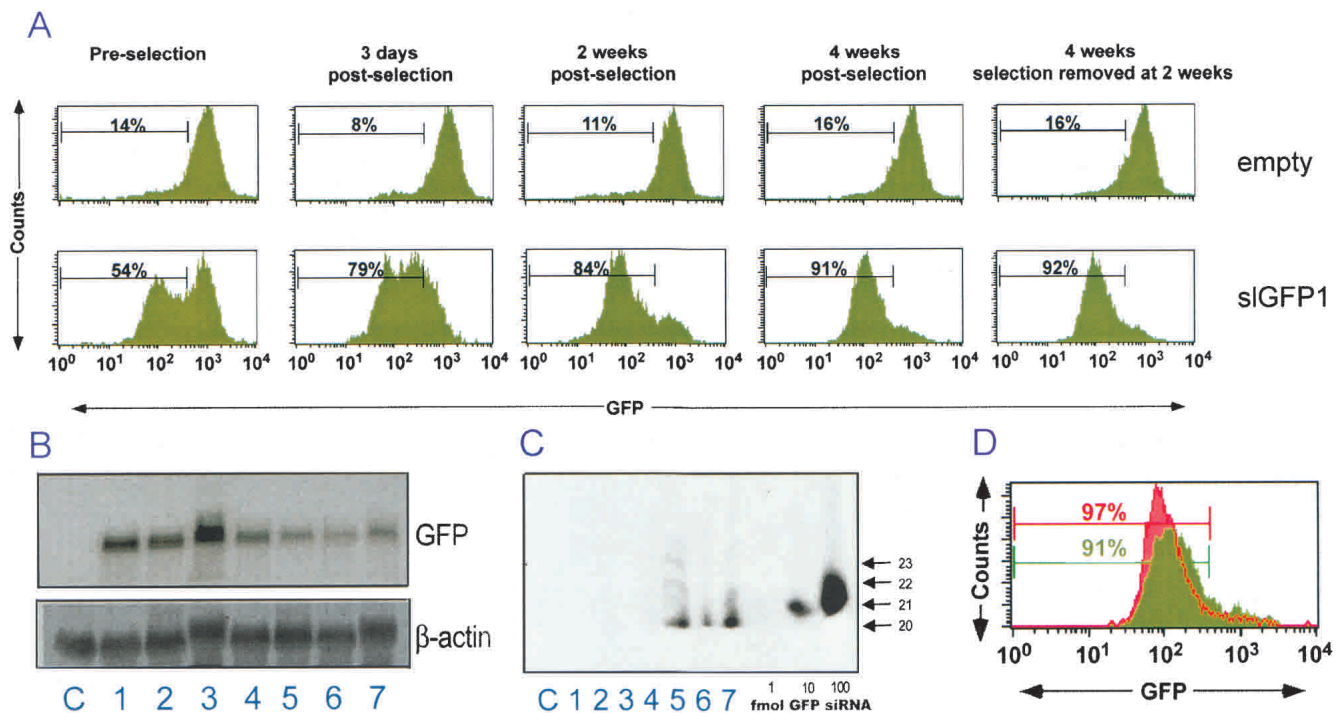 A
Pre-selection
3 days
post-selection
2 weeks
post-selection
4 weeks
post-selection
4 weeks
selection removed at 2 weeks
Counts
14%
8%
11%
16%
16%
empty
54%
79%
84%
91%
92%
slGFP1
10⁰ 10¹ 10² 10³ 10⁴
10⁰ 10¹ 10² 10³ 10⁴
10⁰ 10¹ 10² 10³ 10⁴
10⁰ 10¹ 10² 10³ 10⁴
10⁰ 10¹ 10² 10³ 10⁴
GFP
B
GFP
β-actin
C 1 2 3 4 5 6 7
C
23
22
21
20
C 1 2 3 4 5 6 7
1 10 100
fmol GFP siRNA
D
Counts
97%
91%
10⁰ 10¹ 10² 10³ 10⁴
GFP